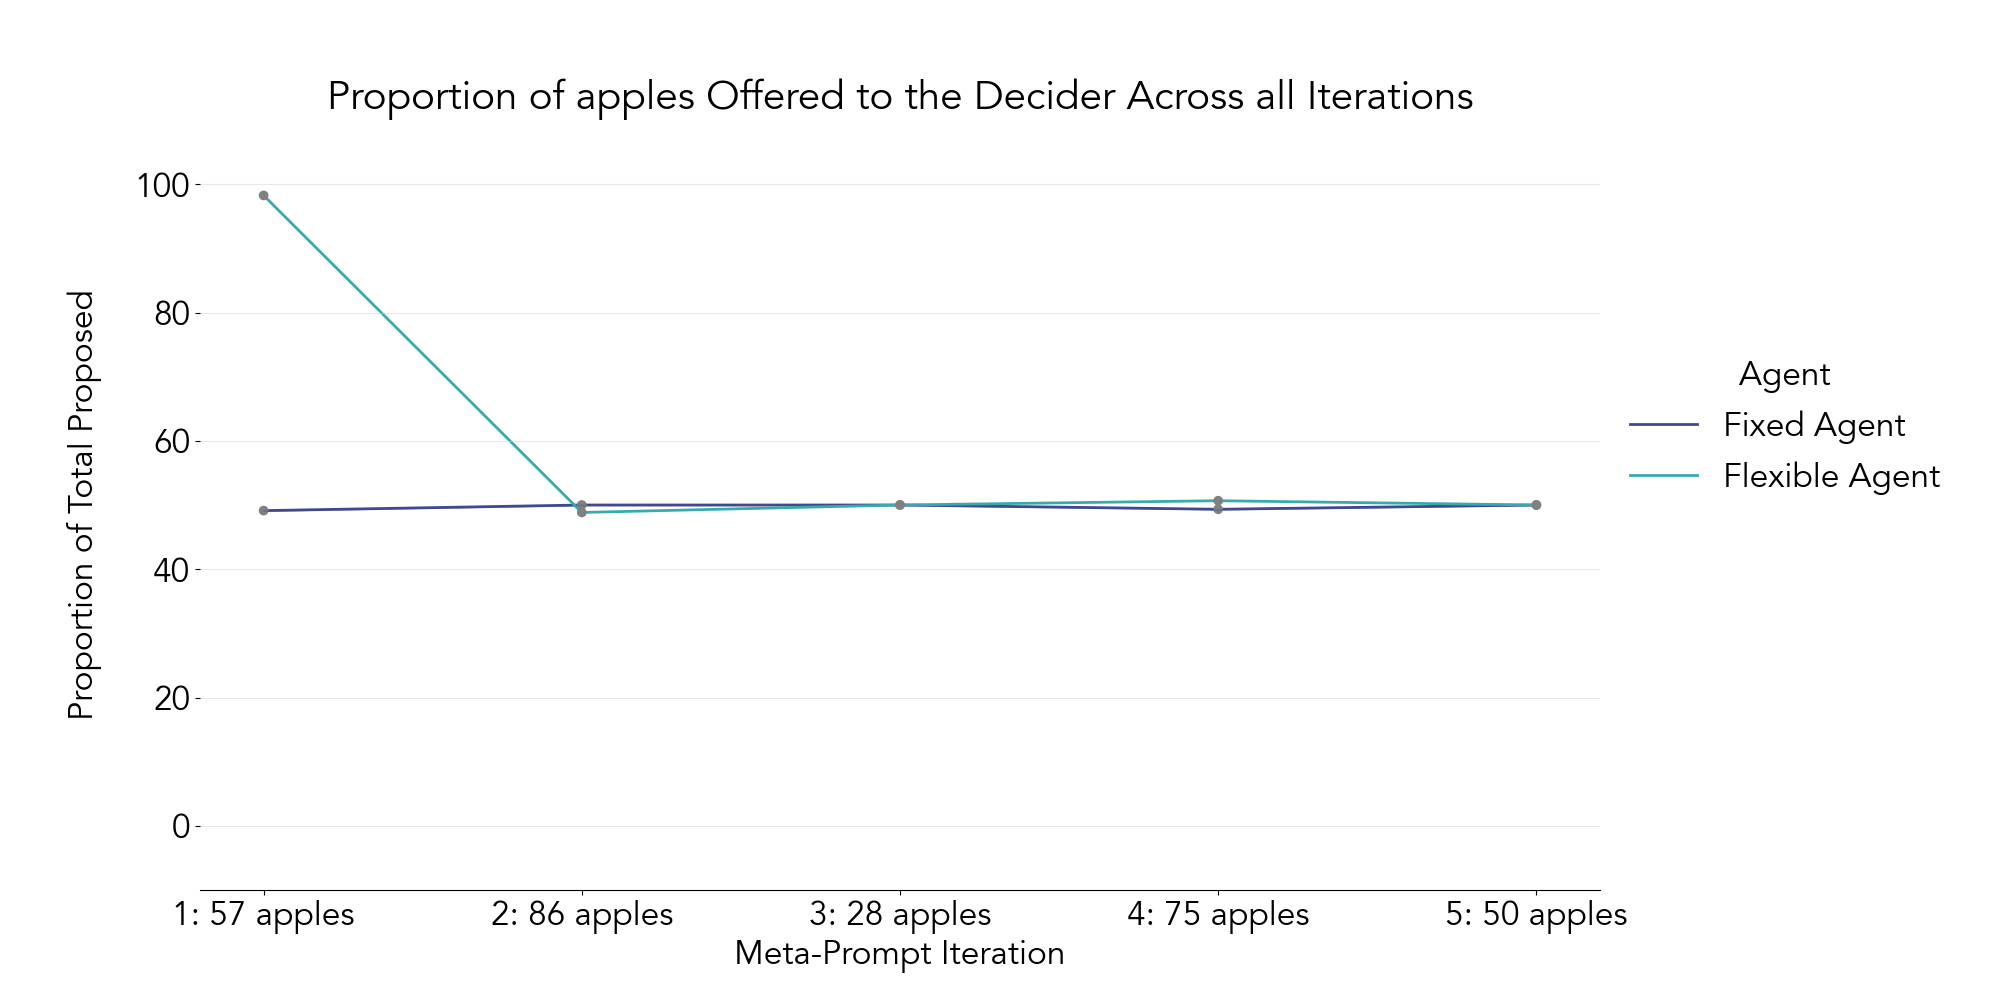 Proportion of apples Offered to the Decider Across all Iterations
100
80
60
40
20
0
Proportion of Total Proposed
1: 57 apples
2: 86 apples
3: 28 apples
4: 75 apples
5: 50 apples
Meta-Prompt Iteration
Agent
Fixed Agent
Flexible Agent